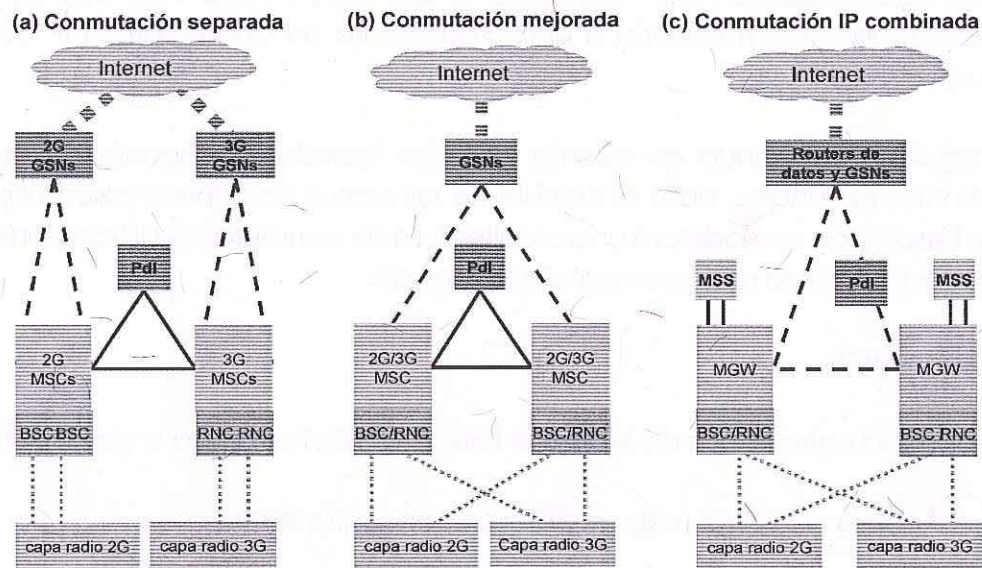 (a) Conmutación separada
(b) Conmutación mejorada
(c) Conmutación IP combinada
Internet
Internet
Internet
2G
GSNs
3G
GSNs
GSNs
Routers de
datos y GSNs
PdI
PdI
MSS
PdI
MSS
2G
MSCs
3G
MSCs
2G/3G
MSC
2G/3G
MSC
MGW
MGW
BSC BSC
RNC RNC
BSC/RNC
BSC/RNC
BSC/RNC
BSC RNC
capa radio 2G
capa radio 3G
capa radio 2G
Capa radio 3G
capa radio 2G
capa radio 3G